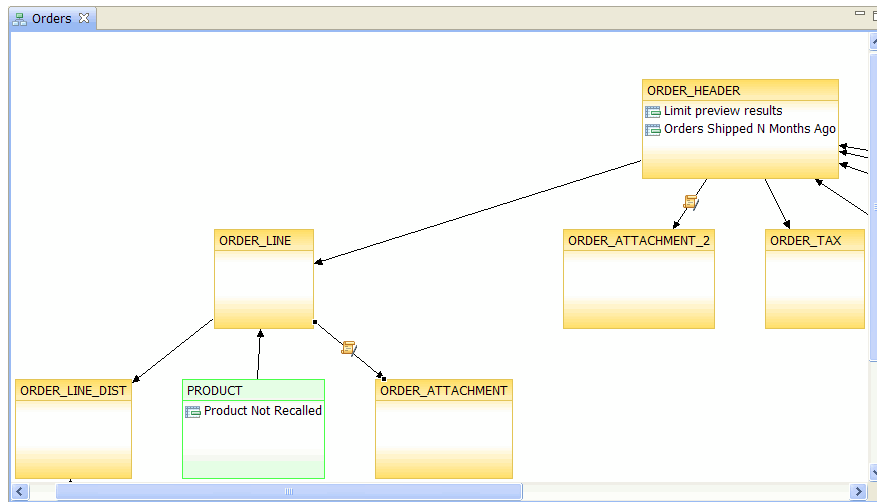 Orders
ORDER_HEADER
Limit preview results
Orders Shipped N Months Ago
ORDER_LINE
ORDER_ATTACHMENT_2
ORDER_TAX
ORDER_LINE_DIST
PRODUCT
Product Not Recalled
ORDER_ATTACHMENT